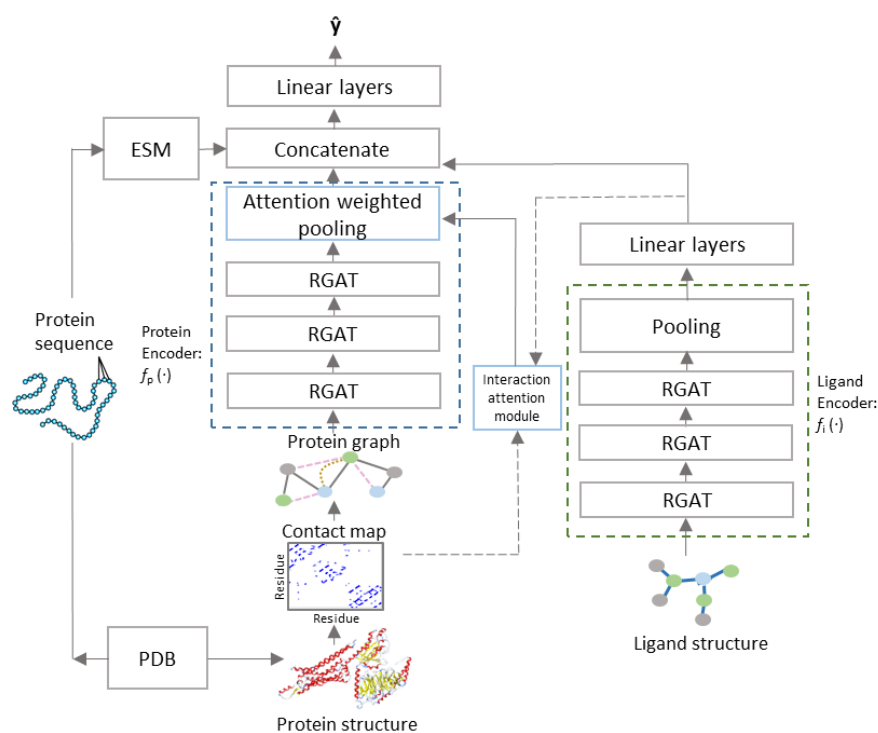 ŷ
Linear layers
ESM
Concatenate
Attention weighted
pooling
Linear layers
RGAT
Pooling
Protein
sequence
Protein
Encoder:
fp (·)
RGAT
Interaction
attention
module
RGAT
Ligand
Encoder:
fl (·)
RGAT
RGAT
Protein graph
RGAT
Contact map
Residue
Residue
Ligand structure
PDB
Protein structure